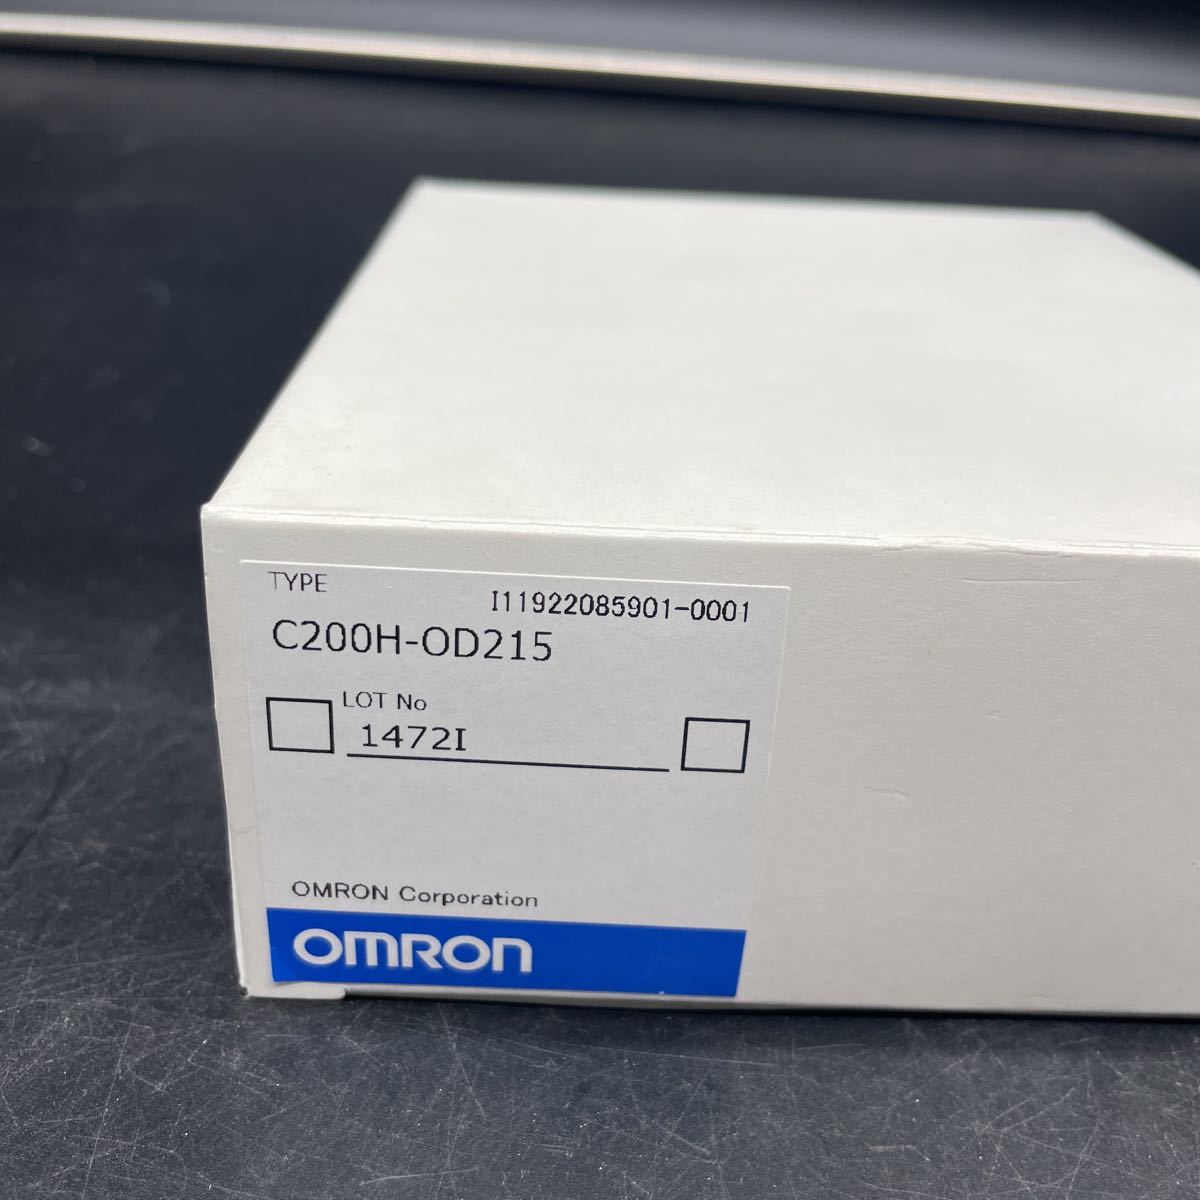 TYPE
I11922085901-0001
C200H-OD215
LOT No
1472I
OMRON Corporation
OMRON